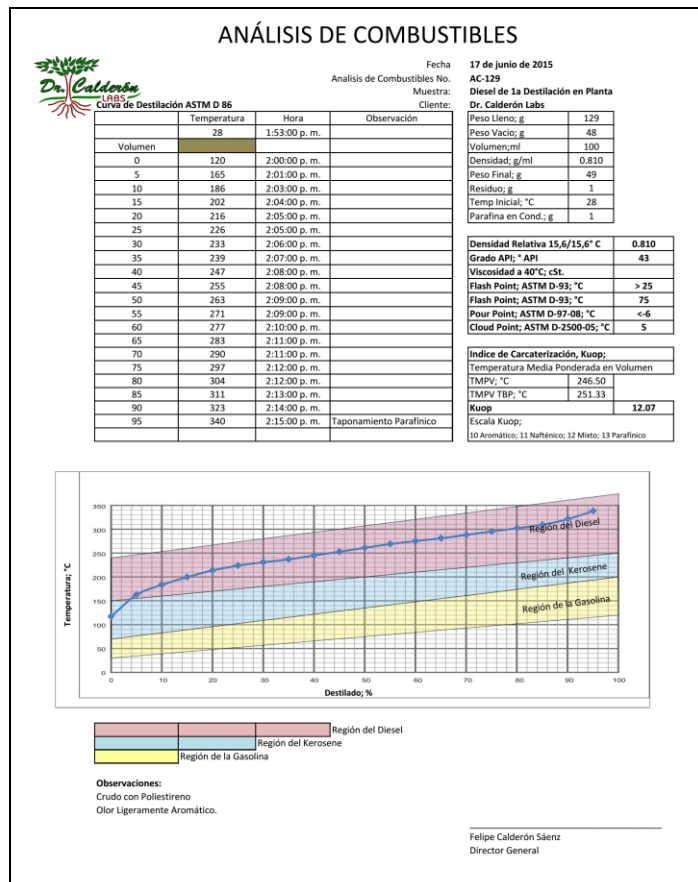 ANÁLISIS DE COMBUSTIBLES
Dr. Calderón
LABS
Fecha 17 de junio de 2015
Analisis de Combustibles No. AC-129
Muestra: Diesel de 1a Destilación en Planta
Cliente: Dr. Calderón Labs
Curva de Destilación ASTM D 86
Temperatura Hora Observación
28 1:53:00 p. m.
Volumen
0 120 2:00:00 p. m.
5 165 2:01:00 p. m.
10 186 2:03:00 p. m.
15 202 2:04:00 p. m.
20 216 2:05:00 p. m.
25 226 2:05:00 p. m.
30 233 2:06:00 p. m.
35 239 2:07:00 p. m.
40 247 2:08:00 p. m.
45 255 2:08:00 p. m.
50 263 2:09:00 p. m.
55 271 2:09:00 p. m.
60 277 2:10:00 p. m.
65 283 2:11:00 p. m.
70 290 2:11:00 p. m.
75 297 2:12:00 p. m.
80 304 2:12:00 p. m.
85 311 2:13:00 p. m.
90 323 2:14:00 p. m.
95 340 2:15:00 p. m. Taponamiento Parafínico
Peso Lleno; g 129
Peso Vacio; g 48
Volumen;ml 100
Densidad; g/ml 0.810
Peso Final; g 49
Residuo; g 1
Temp Inicial; °C 28
Parafina en Cond.; g 1
Densidad Relativa 15,6/15,6° C 0.810
Grado API; ° API 43
Viscosidad a 40°C; cSt.
Flash Point; ASTM D-93; °C > 25
Flash Point; ASTM D-93; °C 75
Pour Point; ASTM D-97-08; °C <-6
Cloud Point; ASTM D-2500-05; °C 5
Indice de Carcaterización, Kuop;
Temperatura Media Ponderada en Volumen
TMPV; °C 246.50
TMPV TBP; °C 251.33
Kuop 12.07
Escala Kuop;
10 Aromático; 11 Nafténico; 12 Mixto; 13 Parafínico
Temperatura; °C
350
300
250
200
150
100
50
0
Región del Diesel
Región del Kerosene
Región de la Gasolina
0 10 20 30 40 50 60 70 80 90 100
Destilado; %
Región del Diesel
Región del Kerosene
Región de la Gasolina
Observaciones:
Crudo con Poliestireno
Olor Ligeramente Aromático.
Felipe Calderón Sáenz
Director General